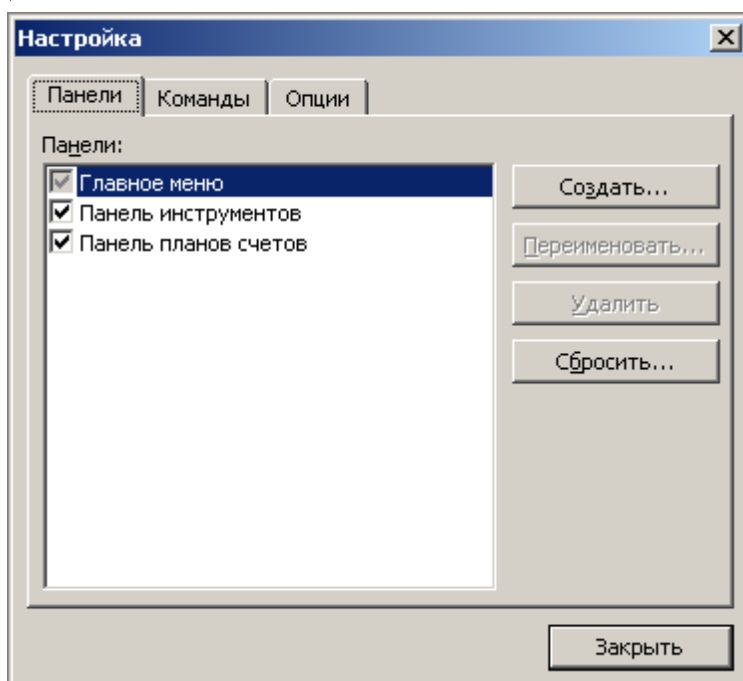 Настройка
Панели Команды Опции
Панели:
Главное меню
Панель инструментов
Панель планов счетов
Создать...
Переименовать...
Удалить
Сбросить...
Закрыть